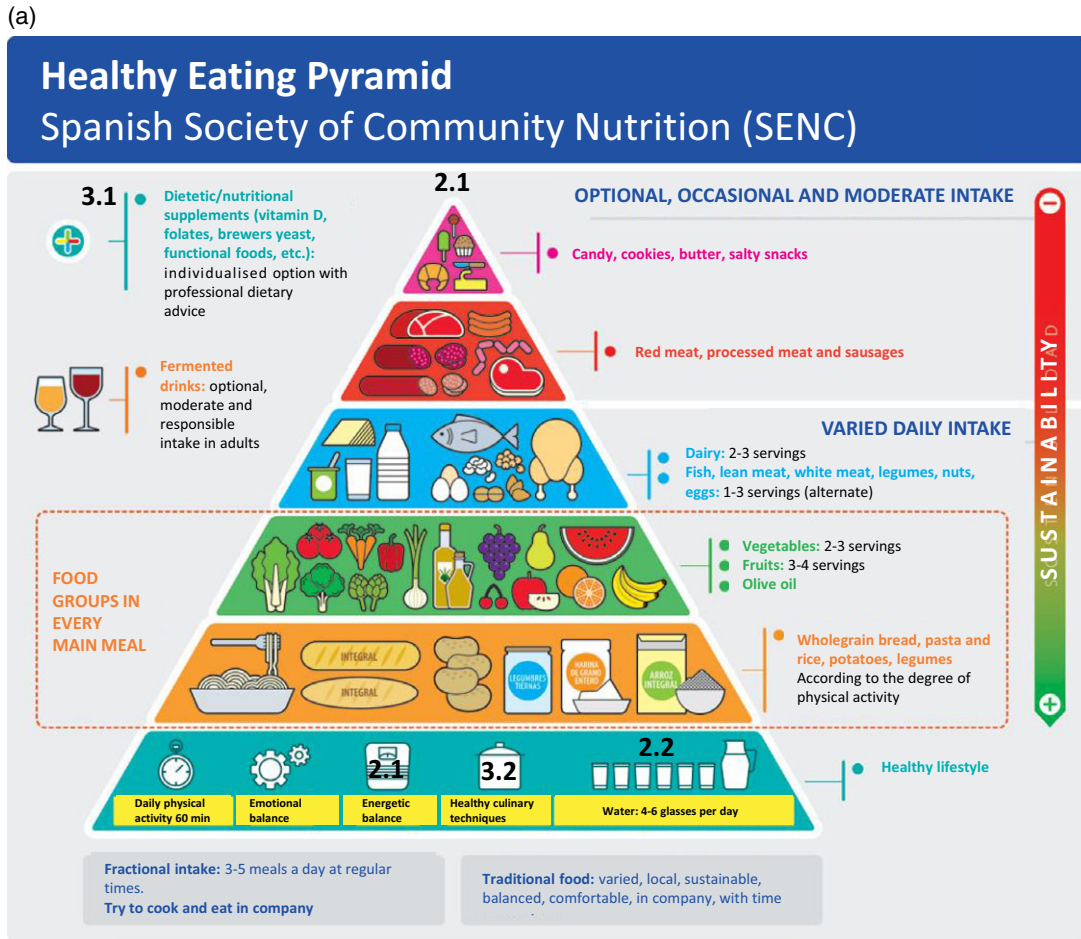 (a)
Healthy Eating Pyramid
Spanish Society of Community Nutrition (SENC)
3.1
Dietetic/nutritional
supplements (vitamin D,
folates, brewers yeast,
functional foods, etc.):
individualised option with
professional dietary
advice
2.1
OPTIONAL, OCCASIONAL AND MODERATE INTAKE
Candy, cookies, butter, salty snacks
Red meat, processed meat and sausages
Fermented
drinks: optional,
moderate and
responsible
intake in adults
VARIED DAILY INTAKE
Dairy: 2-3 servings
Fish, lean meat, white meat, legumes, nuts,
eggs: 1-3 servings (alternate)
SUSTAINABILITY
FOOD
GROUPS IN
EVERY
MAIN MEAL
Vegetables: 2-3 servings
Fruits: 3-4 servings
Olive oil
INTEGRAL
INTEGRAL
LEGUMBRES
TIERNAS
HARINA
DE GRANO
ENTERO
ARROZ
INTEGRAL
Wholegrain bread, pasta and
rice, potatoes, legumes
According to the degree of
physical activity
2.1
3.2
2.2
Healthy lifestyle
Daily physical
activity 60 min
Emotional
balance
Energetic
balance
Healthy culinary
techniques
Water: 4-6 glasses per day
Fractional intake: 3-5 meals a day at regular
times.
Try to cook and eat in company
Traditional food: varied, local, sustainable,
balanced, comfortable, in company, with time